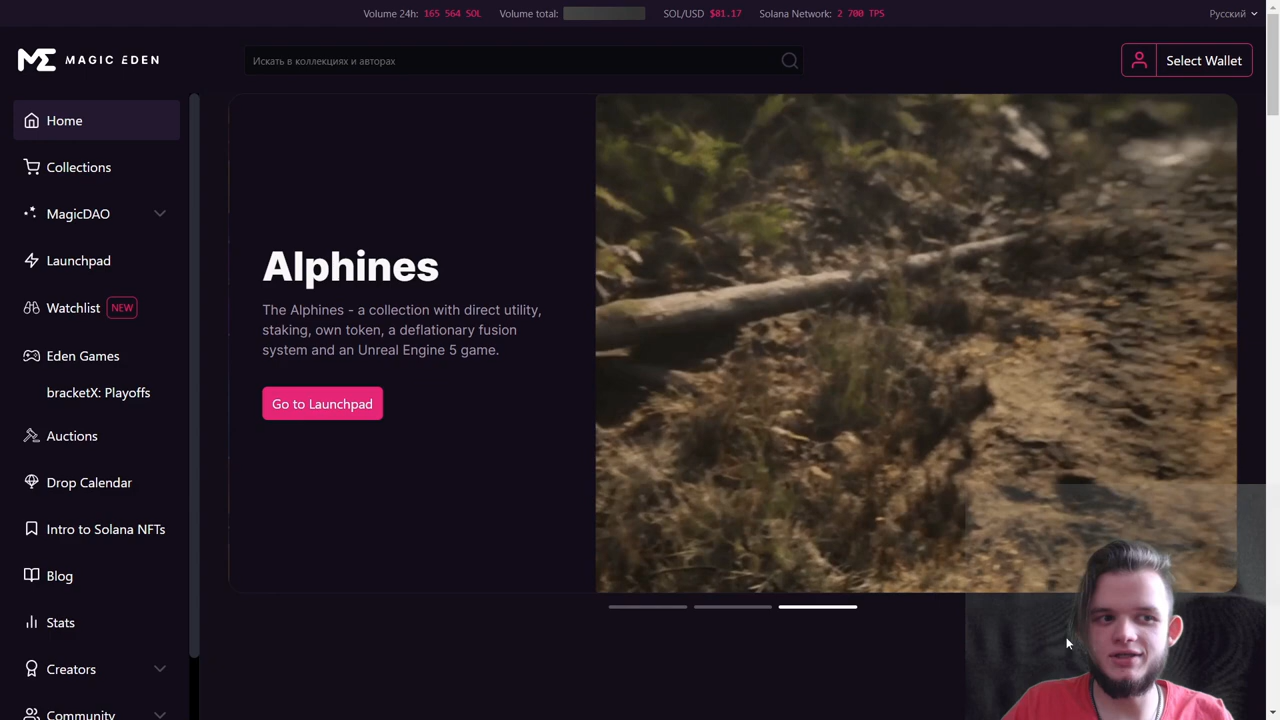 Volume 24h: 165 564 SOL Volume total: SOL/USD $81.17 Solana Network: 2 700 TPS Русский
ME MAGIC EDEN
Искать в коллекциях и авторах
Select Wallet
Home
Collections
MagicDAO
Launchpad
Watchlist NEW
Eden Games
bracketX: Playoffs
Auctions
Drop Calendar
Intro to Solana NFTs
Blog
Stats
Creators
Community
Alphines
The Alphines - a collection with direct utility,
staking, own token, a deflationary fusion
system and an Unreal Engine 5 game.
Go to Launchpad